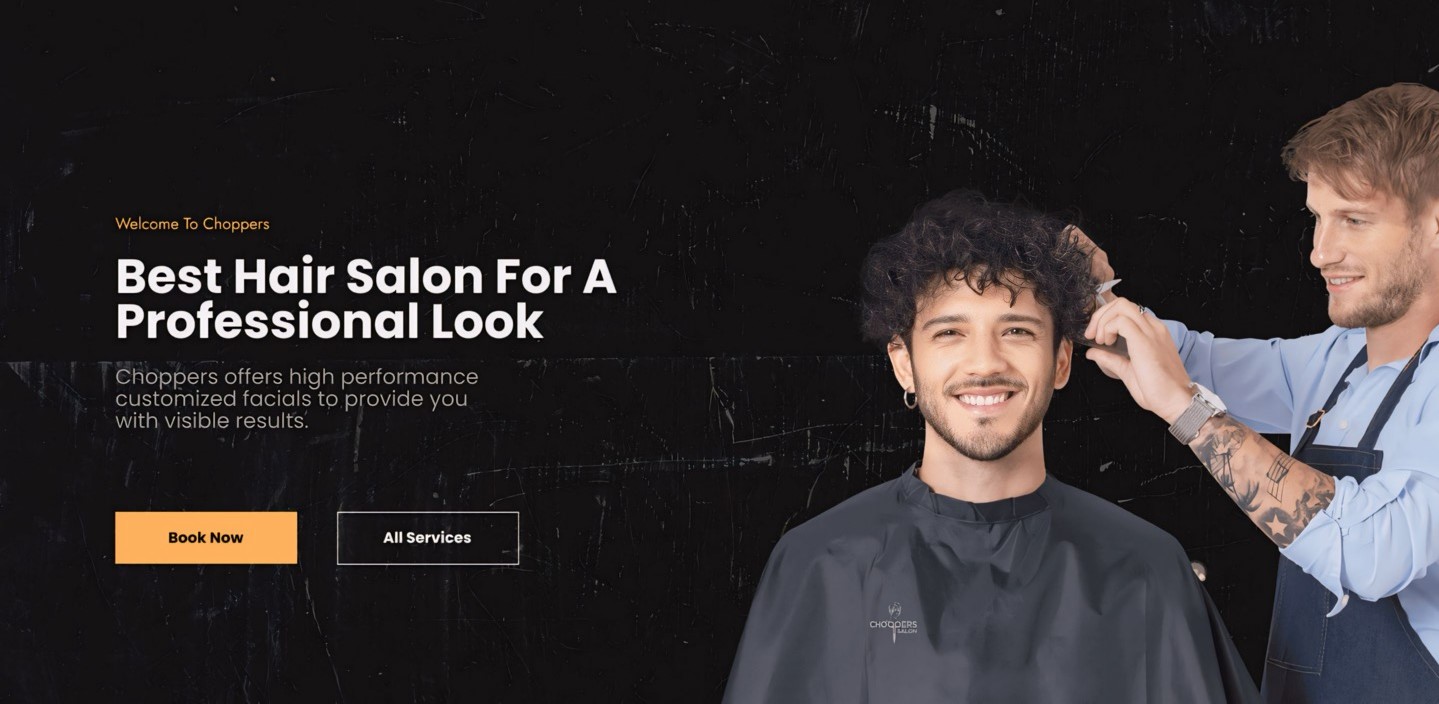 Welcome To Choppers
Best Hair Salon For A
Professional Look
Choppers offers high performance
customized facials to provide you
with visible results.
Book Now
All Services
CHOPPERS
SALON